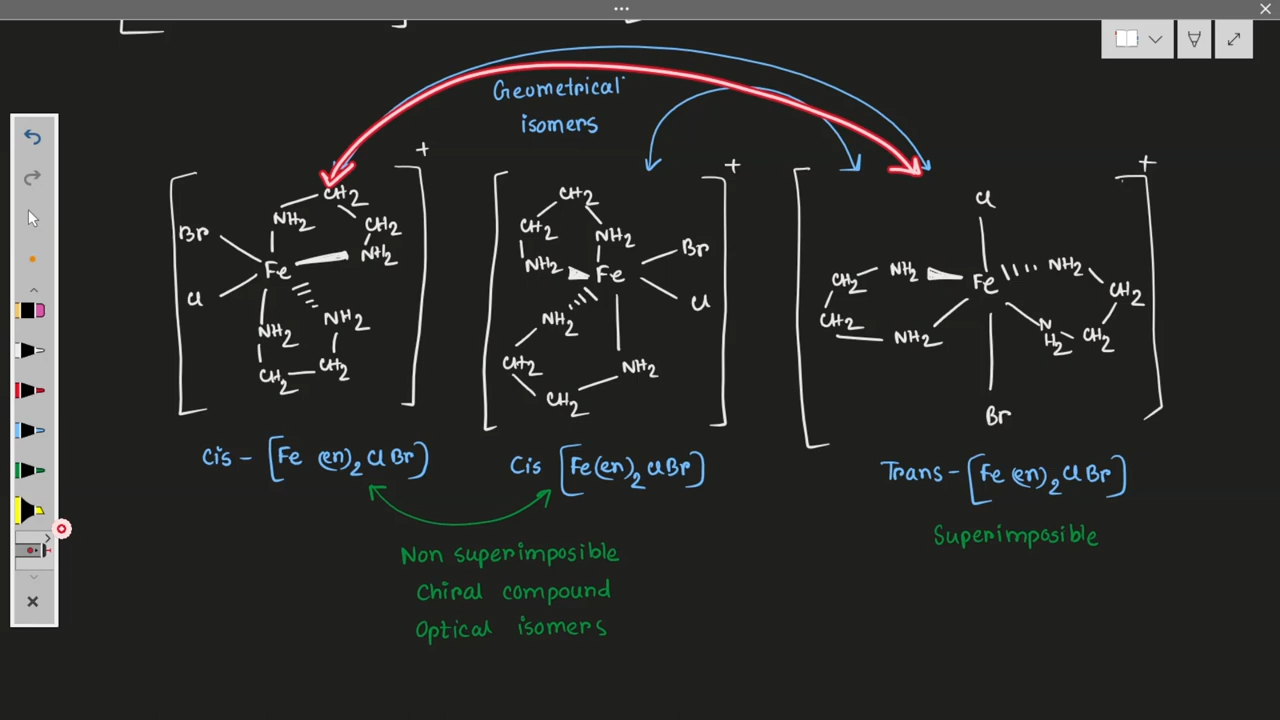 Geometrical
isomers
+
Br
NH2
CH2
CH2
NH2
Fe
Cl
NH2
NH2
CH2
CH2
Cis - [Fe (en)2 Cl Br]
+
CH2
CH2
NH2
NH2
Fe
Br
Cl
NH2
NH2
CH2
CH2
Cis [Fe(en)2 ClBr]
+
Cl
CH2
NH2
Fe
NH2
CH2
CH2
NH2
N
H2
CH2
Br
Trans - [Fe (en)2 Cl Br]
Non superimposible
Chiral compound
Optical isomers
Superimposible